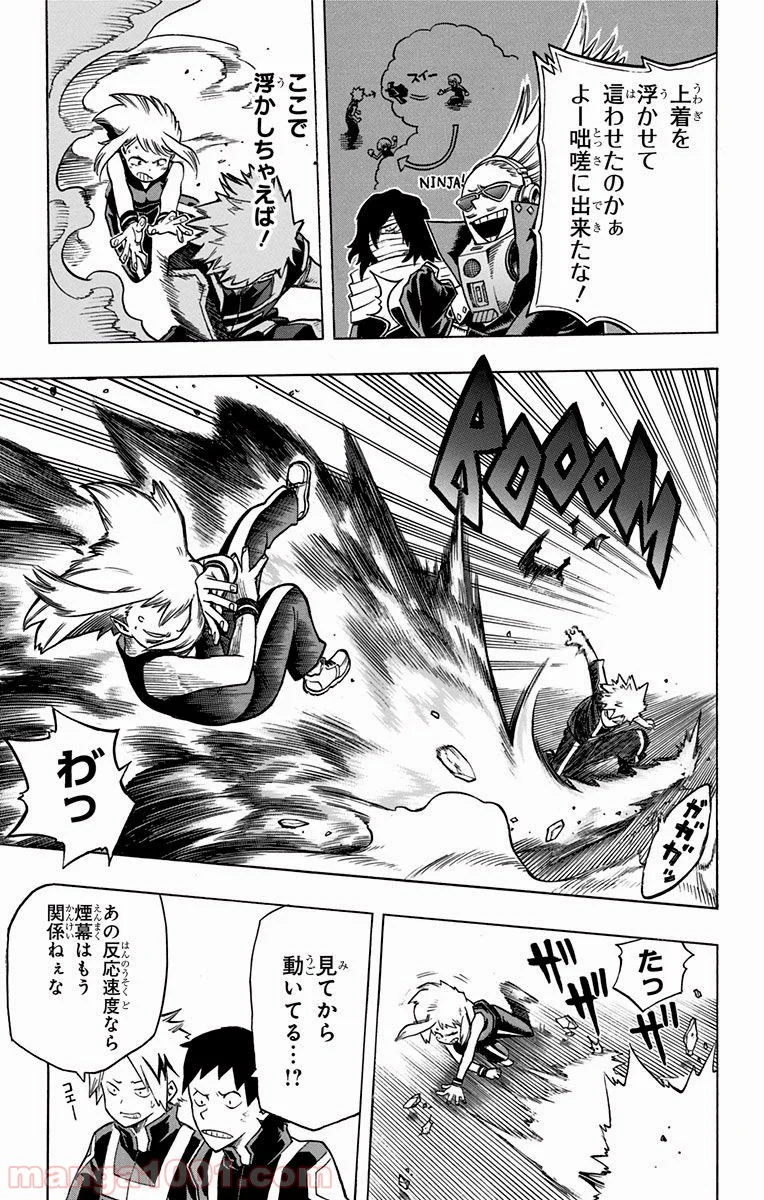 上着を
浮かせて
這わせたのかぁ
よー咄嗟に出来たな!
スイー
NINJA!
ここで
浮かしちゃえば!
ROOOM
わっ
ガガガガッ
たっ
ザザザ
見てから
動いてる…!?
あの反応速度なら
煙幕はもう
関係ねぇな
コエー
manga1001.com